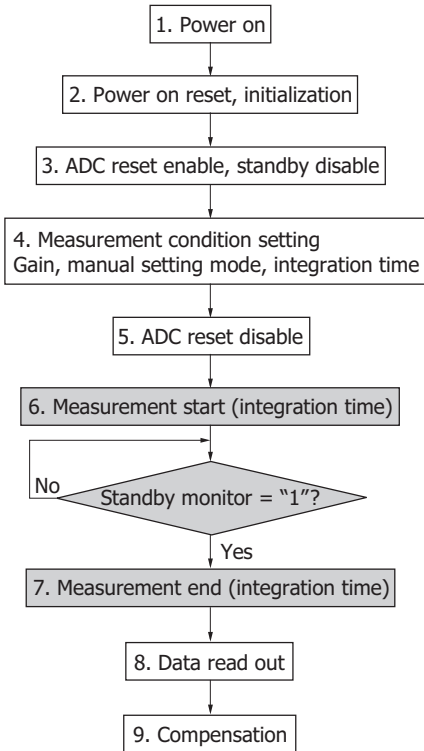 1. Power on
2. Power on reset, initialization
3. ADC reset enable, standby disable
4. Measurement condition setting
Gain, manual setting mode, integration time
5. ADC reset disable
6. Measurement start (integration time)
No
Standby monitor = “1”?
Yes
7. Measurement end (integration time)
8. Data read out
9. Compensation